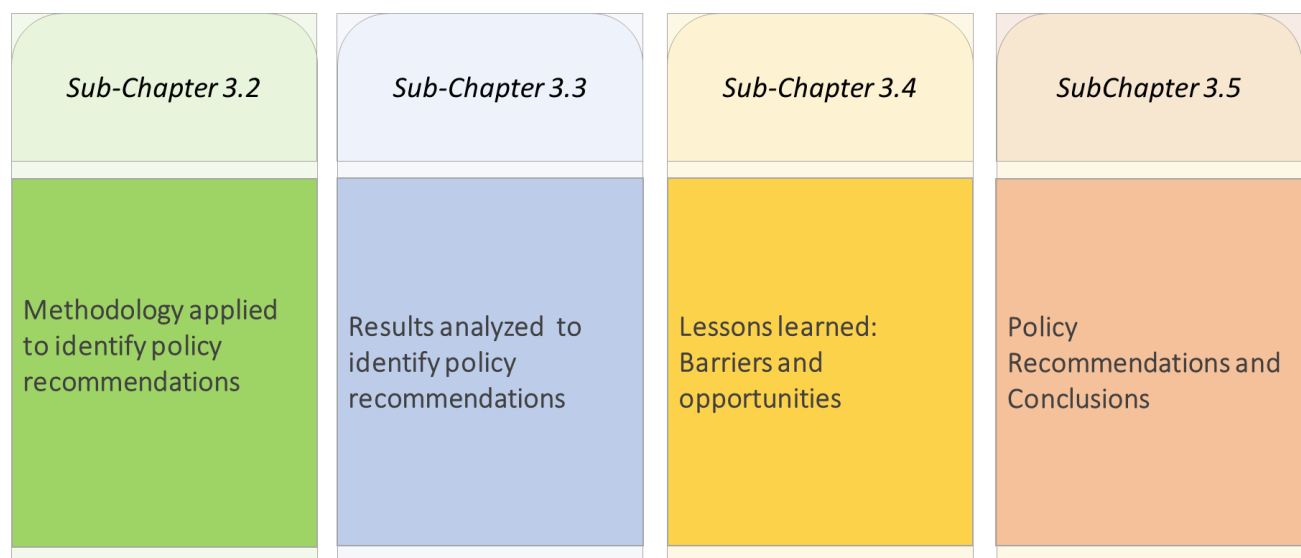 Sub-Chapter 3.2
Sub-Chapter 3.3
Sub-Chapter 3.4
SubChapter 3.5
Methodology applied
to identify policy
recommendations
Results analyzed to
identify policy
recommendations
Lessons learned:
Barriers and
opportunities
Policy
Recommendations and
Conclusions